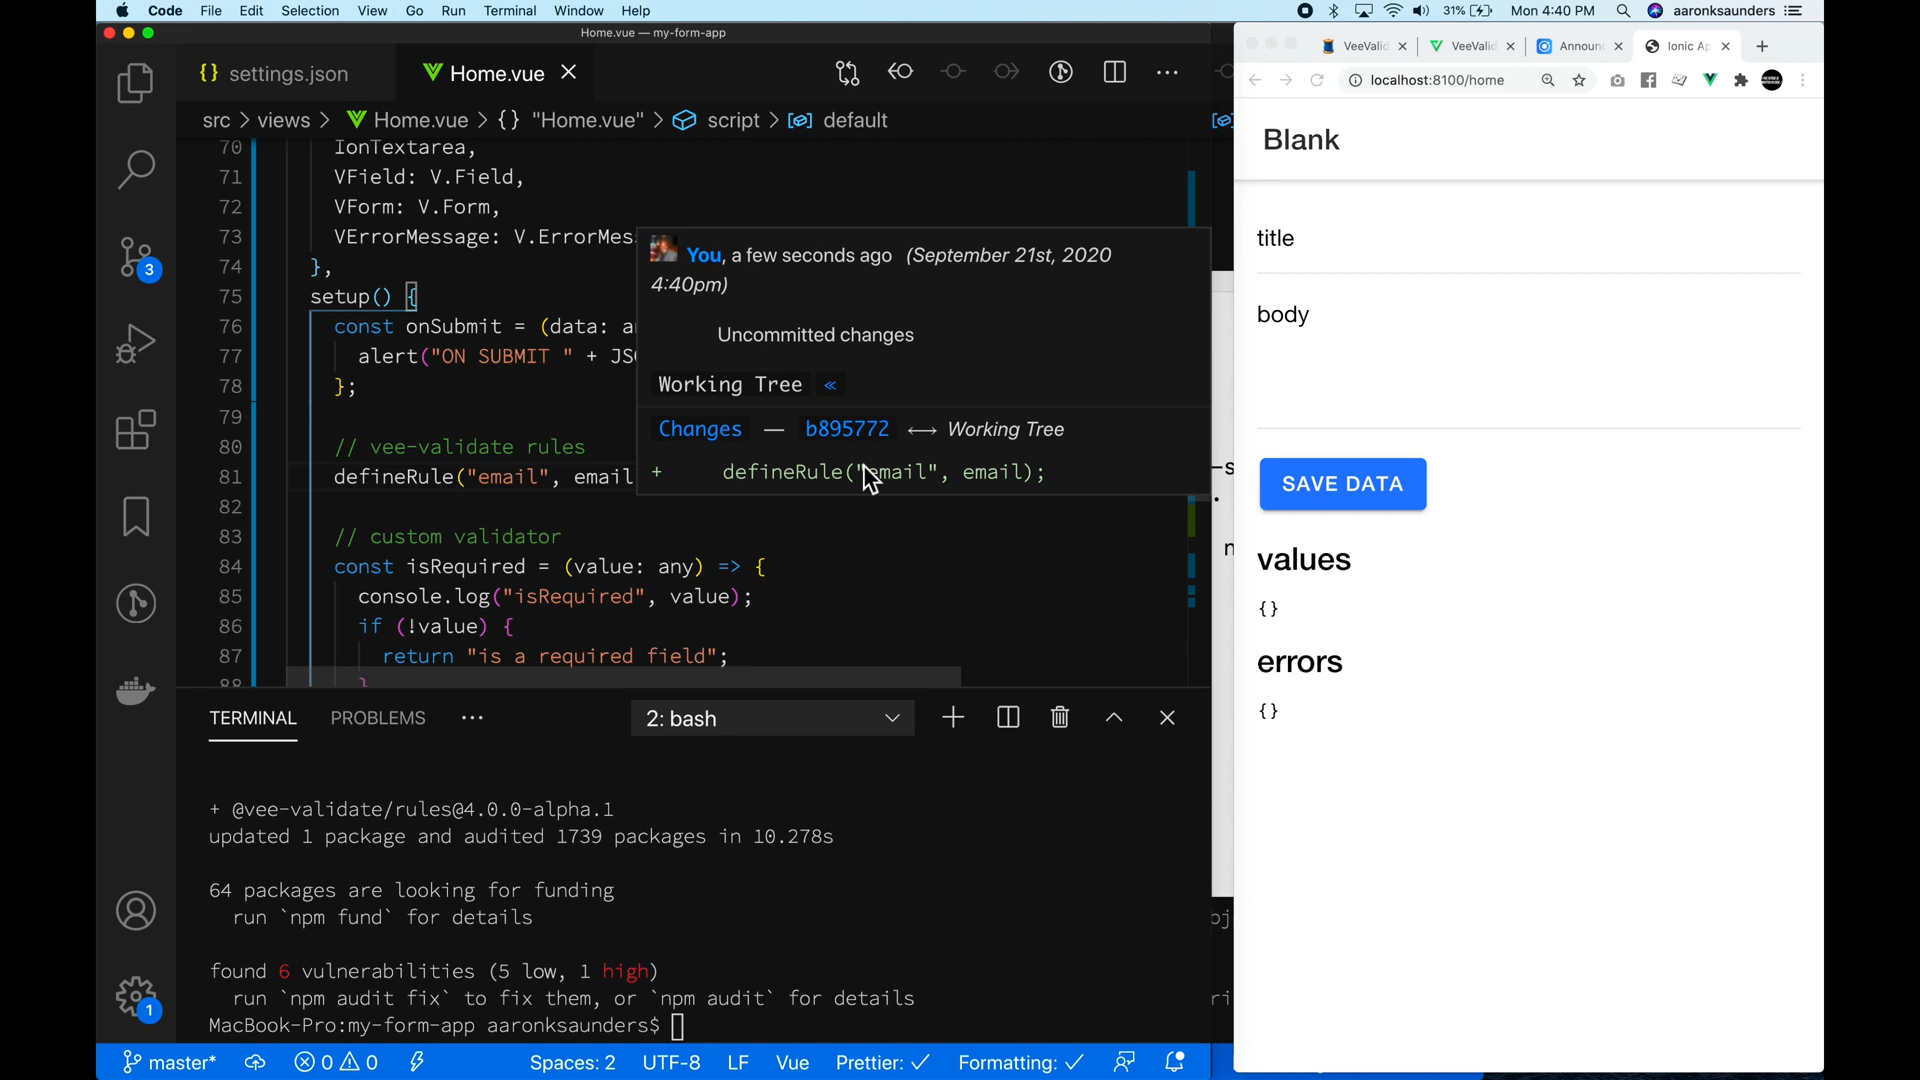 Code File Edit Selection View Go Run Terminal Window Help
31% Mon 4:40 PM aaronksaunders
Home.vue — my-form-app
{} settings.json Home.vue
src > views > Home.vue > {} "Home.vue" > script > default
70 IonTextarea,
71 VField: V.Field,
72 VForm: V.Form,
73 VErrorMessage: V.ErrorMes
74 },
75 setup() {
76 const onSubmit = (data: a
77 alert("ON SUBMIT " + JS
78 };
79
80 // vee-validate rules
81 defineRule("email", email
82
83 // custom validator
84 const isRequired = (value: any) => {
85 console.log("isRequired", value);
86 if (!value) {
87 return "is a required field";
88 }
You, a few seconds ago (September 21st, 2020
4:40pm)
Uncommitted changes
Working Tree «
Changes — b895772 ⟷ Working Tree
+ defineRule("email", email);
3
TERMINAL PROBLEMS 2: bash
+ @vee-validate/rules@4.0.0-alpha.1
updated 1 package and audited 1739 packages in 10.278s
64 packages are looking for funding
run `npm fund` for details
found 6 vulnerabilities (5 low, 1 high)
run `npm audit fix` to fix them, or `npm audit` for details
MacBook-Pro:my-form-app aaronksaunders$
1
master* 0 0 Spaces: 2 UTF-8 LF Vue Prettier: ✓ Formatting: ✓
VeeValid VeeValid Announc Ionic Ap
localhost:8100/home
Blank
title
body
SAVE DATA
values
{}
errors
{}